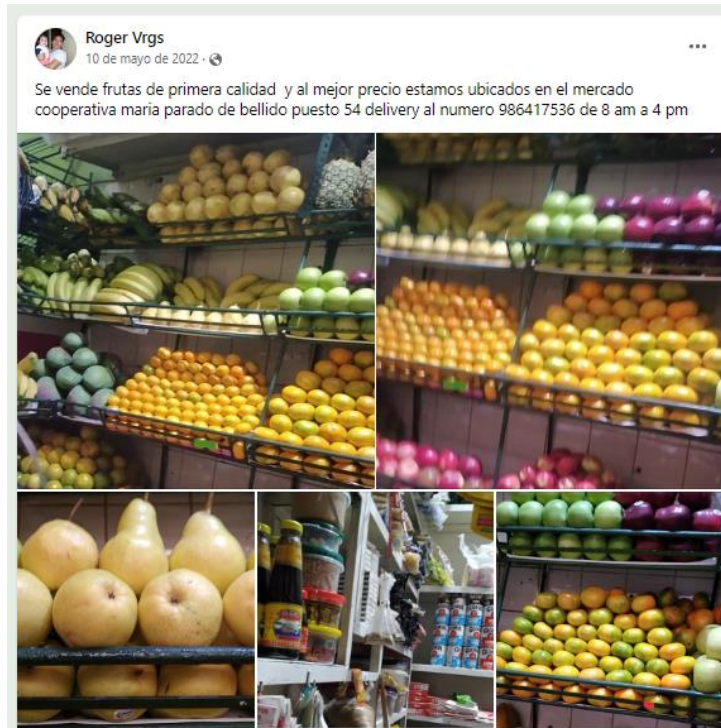 Roger Vrgs
10 de mayo de 2022 ·
Se vende frutas de primera calidad y al mejor precio estamos ubicados en el mercado
cooperativa maria parado de bellido puesto 54 delivery al numero 986417536 de 8 am a 4 pm